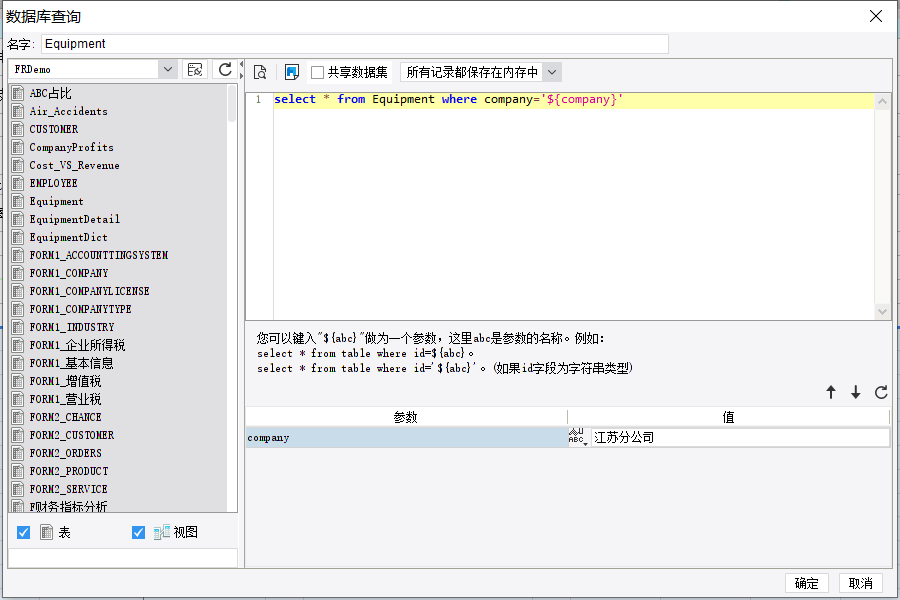 数据库查询
名字: Equipment
FRDemo
共享数据集
所有记录都保存在内存中
ABC占比
Air_Accidents
CUSTOMER
CompanyProfits
Cost_VS_Revenue
EMPLOYEE
Equipment
EquipmentDetail
EquipmentDict
FORM1_ACCOUNTTINGSYSTEM
FORM1_COMPANY
FORM1_COMPANYLICENSE
FORM1_COMPANYTYPE
FORM1_INDUSTRY
FORM1_企业所得税
FORM1_基本信息
FORM1_增值税
FORM1_营业税
FORM2_CHANCE
FORM2_CUSTOMER
FORM2_ORDERS
FORM2_PRODUCT
FORM2_SERVICE
F财务指标分析
表
视图
1 select * from Equipment where company='${company}'
您可以键入"${abc}"做为一个参数，这里abc是参数的名称。例如:
select * from table where id=${abc}。
select * from table where id='${abc}'。(如果id字段为字符串类型)
参数 值
company ABC 江苏分公司
确定 取消